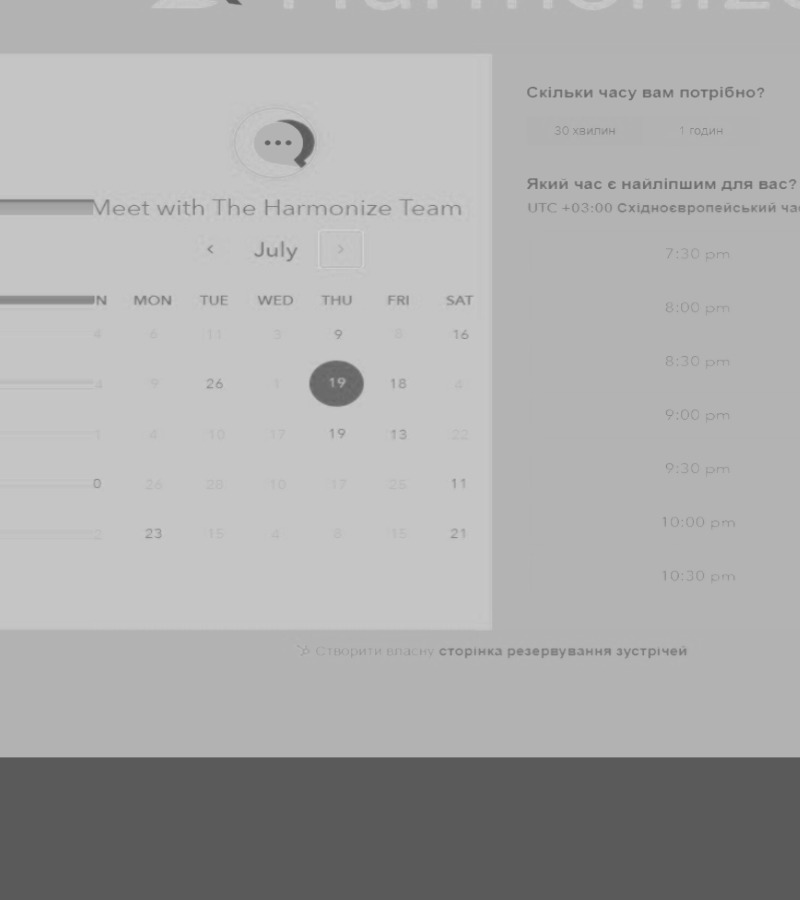 Harmonize
Meet with The Harmonize Team
July
N MON TUE WED THU FRI SAT
4 6 11 3 9 8 16
4 9 26 1 19 18 4
1 4 10 17 19 13 22
0 26 28 10 17 25 11
2 23 15 4 8 15 21
Скільки часу вам потрібно?
30 хвилин 1 годин
Який час є найліпшим для вас?
UTC +03:00 Східноєвропейський
7:30 pm
8:00 pm
8:30 pm
9:00 pm
9:30 pm
10:00 pm
10:30 pm
Створити власну сторінка резервування зустрічей